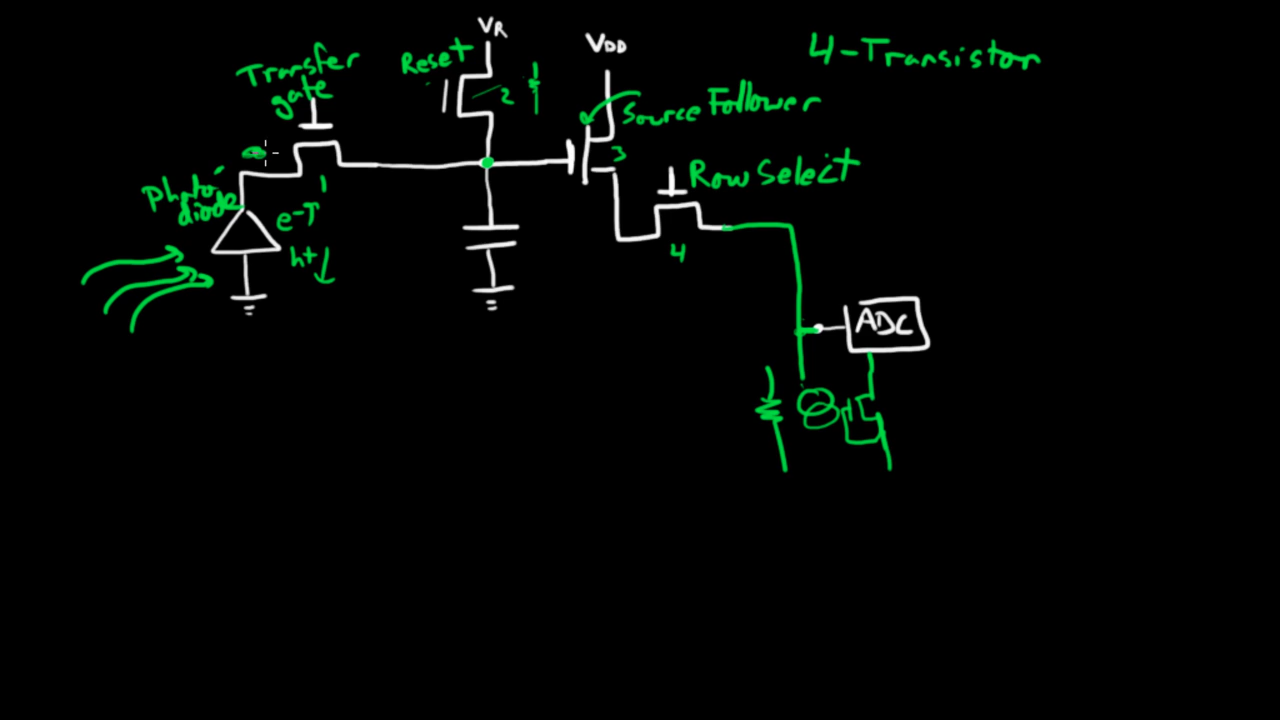 VR
VDD
4-Transistor
Reset
Transfer
gate
2
Source Follower
3
Row Select
Photo
diode
1
e-↑
h+↓
4
ADC